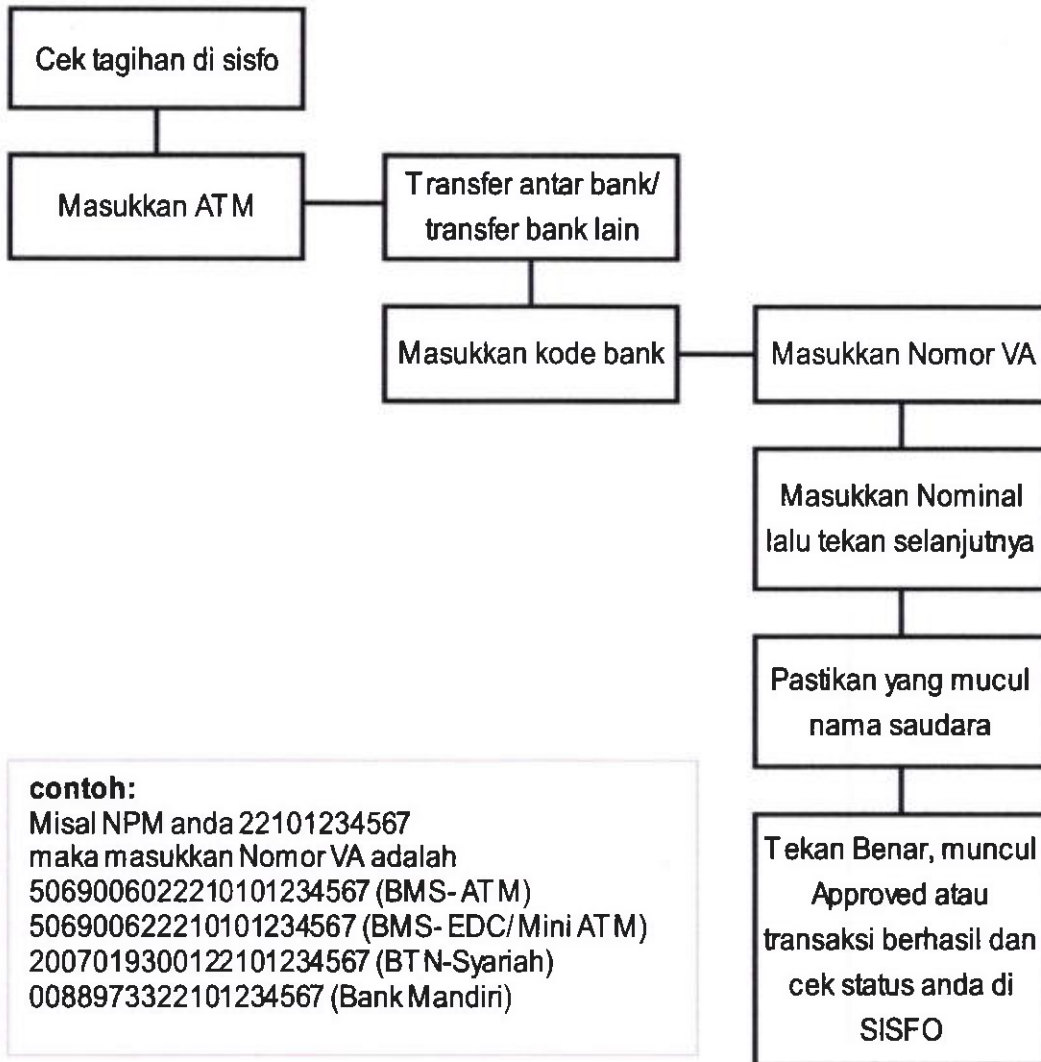 Cek tagihan di sisfo
Masukkan ATM
Transfer antar bank/
transfer bank lain
Masukkan kode bank
Masukkan Nomor VA
Masukkan Nominal
lalu tekan selanjutnya
Pastikan yang mucul
nama saudara
Tekan Benar, muncul
Approved atau
transaksi berhasil dan
cek status anda di
SISFO
contoh:
Misal NPM anda 22101234567
maka masukkan Nomor VA adalah
5069006022210101234567 (BMS-ATM)
5069006222210101234567 (BMS-EDC/Mini ATM)
2007019300122101234567 (BTN-Syariah)
0088973322101234567 (Bank Mandiri)